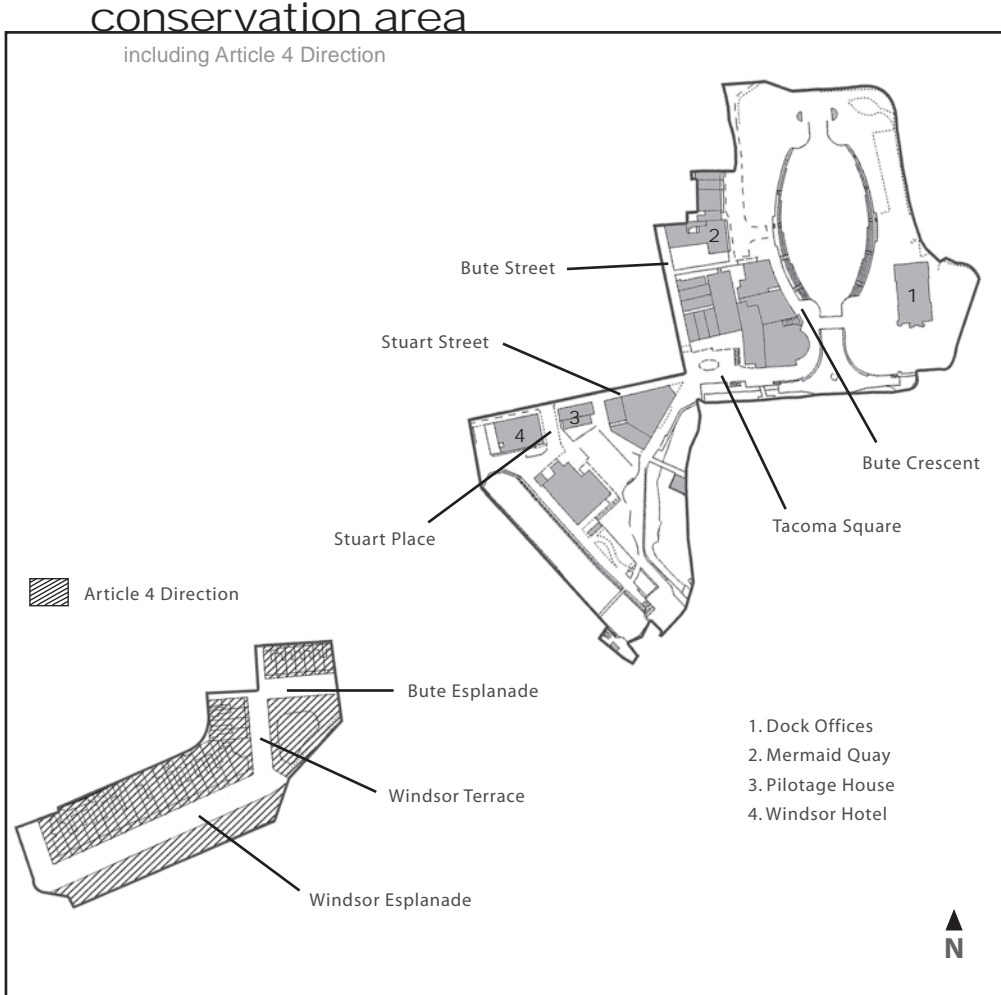 conservation area
including Article 4 Direction
2
Bute Street
1
Stuart Street
3
4
Bute Crescent
Tacoma Square
Stuart Place
Article 4 Direction
Bute Esplanade
1. Dock Offices
2. Mermaid Quay
3. Pilotage House
4. Windsor Hotel
Windsor Terrace
Windsor Esplanade
N